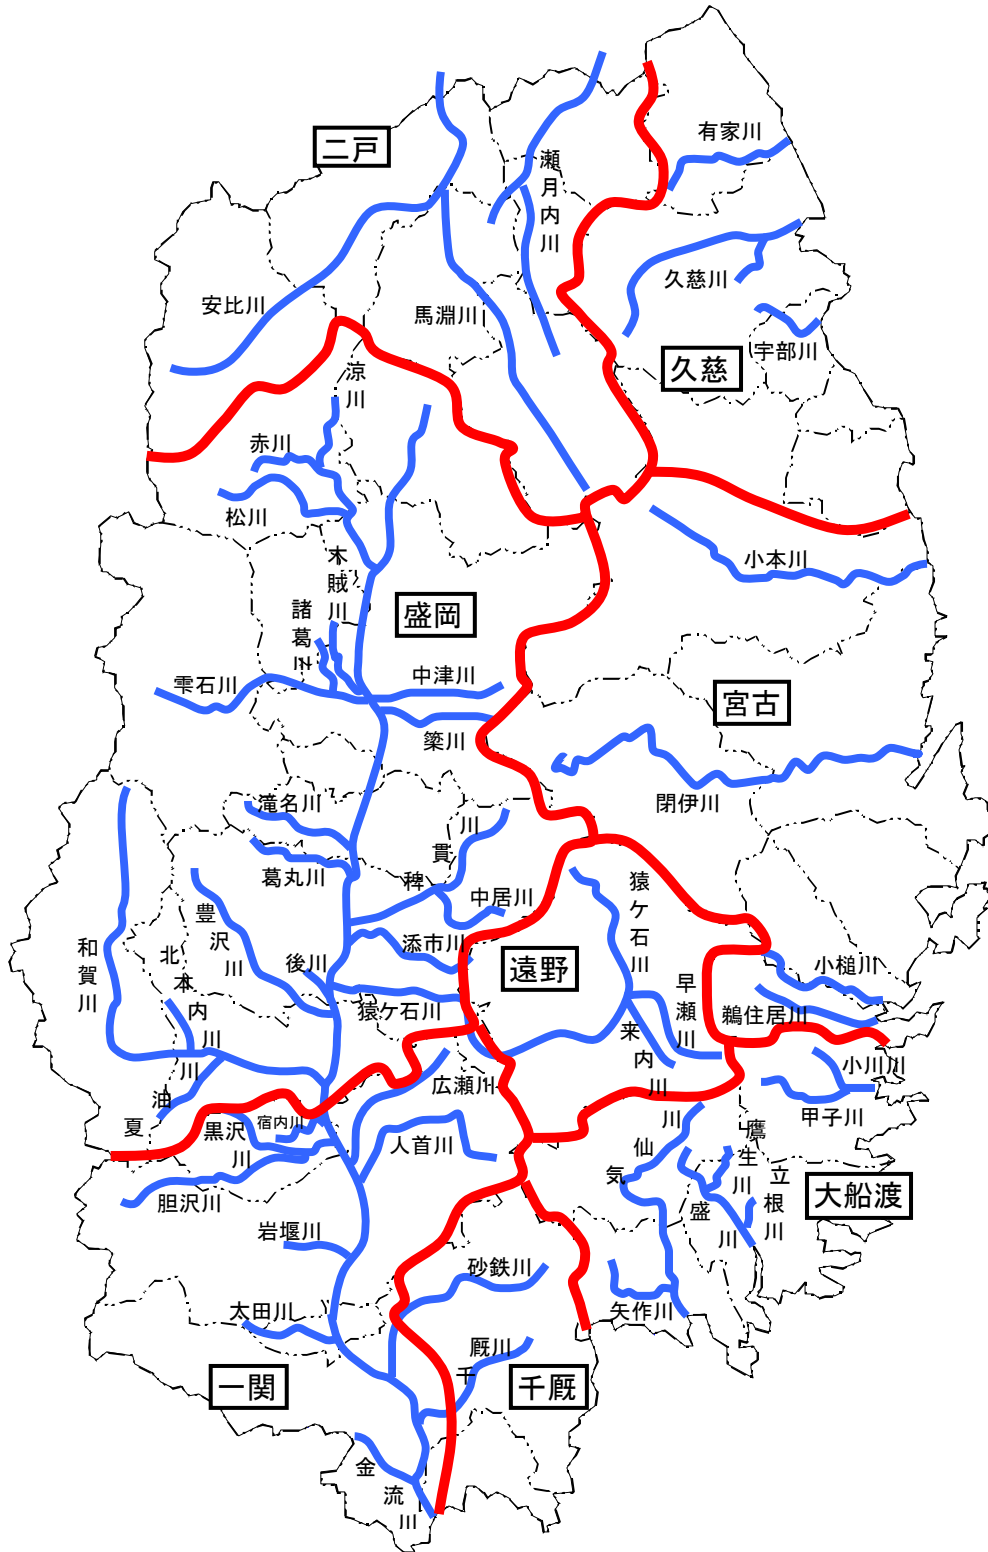 有家川
二戸
瀬月内川
久慈川
安比川
馬淵川
宇部川
久慈
涼川
赤川
松川
小本川
木賊川
盛岡
諸葛川
中津川
雫石川
宮古
簗川
滝名川
閉伊川
稗貫川
葛丸川
中居川
猿ケ石川
豊沢川
添市川
和賀川
北本内川
後川
遠野
小槌川
早瀬川
猿ケ石川
鵜住居川
来内川
小川川
広瀬川
夏油川
黒沢川
宿内川
甲子川
人首川
気仙川
鷹生川
立根川
大船渡
胆沢川
盛川
岩堰川
砂鉄川
太田川
矢作川
千厩川
一関
千厩
金流川